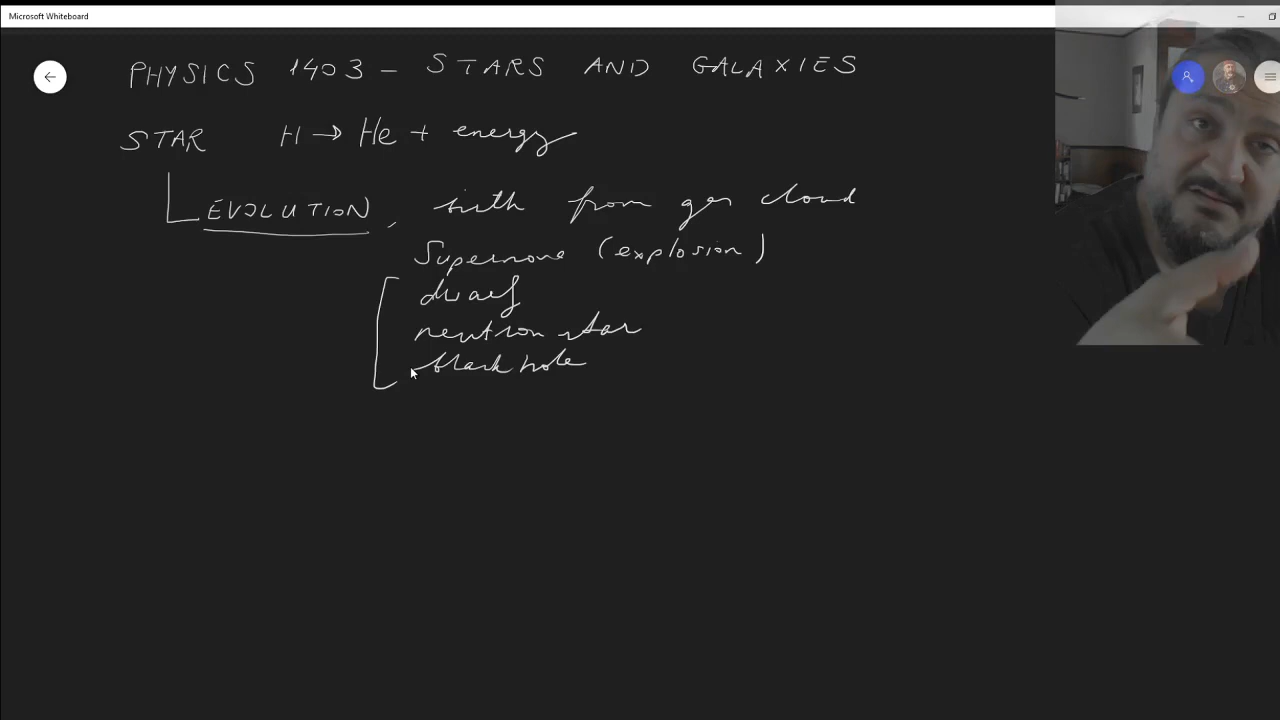 Microsoft Whiteboard
PHYSICS 1403 - STARS AND GALAXIES
STAR H → He + energy
EVOLUTION, birth from gas cloud
Supernova (explosion)
dwarf
neutron star
black hole